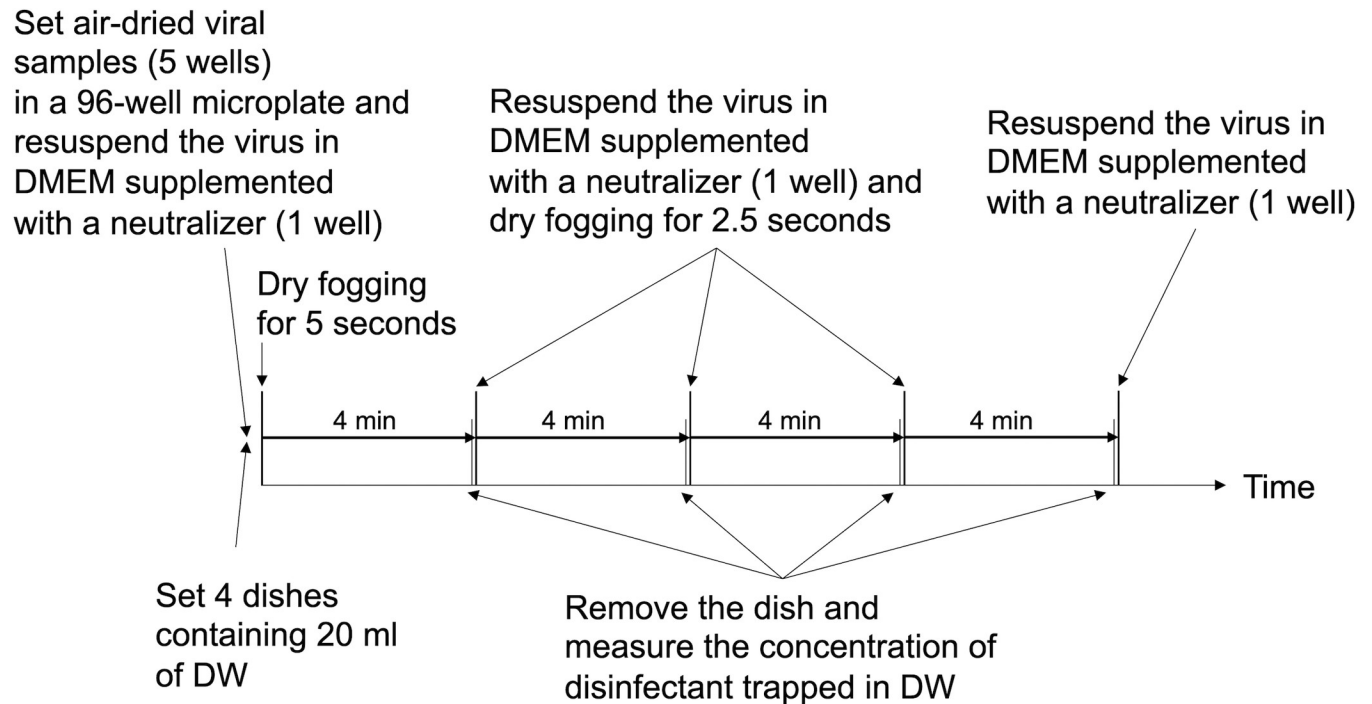 Set air-dried viral
samples (5 wells)
in a 96-well microplate and
resuspend the virus in
DMEM supplemented
with a neutralizer (1 well)
Resuspend the virus in
DMEM supplemented
with a neutralizer (1 well) and
dry fogging for 2.5 seconds
Resuspend the virus in
DMEM supplemented
with a neutralizer (1 well)
Dry fogging
for 5 seconds
4 min
4 min
4 min
4 min
Time
Set 4 dishes
containing 20 ml
of DW
Remove the dish and
measure the concentration of
disinfectant trapped in DW